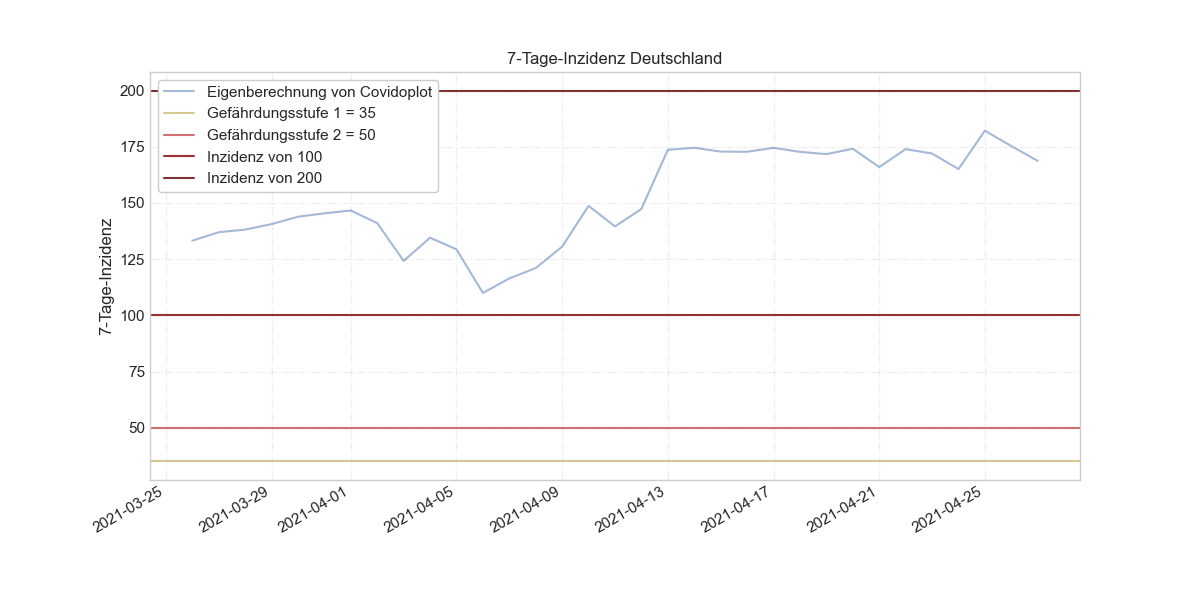 7-Tage-Inzidenz Deutschland
Eigenberechnung von Covidoplot
Gefährdungsstufe 1 = 35
Gefährdungsstufe 2 = 50
Inzidenz von 100
Inzidenz von 200
7-Tage-Inzidenz
200
175
150
125
100
75
50
2021-03-25
2021-03-29
2021-04-01
2021-04-05
2021-04-09
2021-04-13
2021-04-17
2021-04-21
2021-04-25